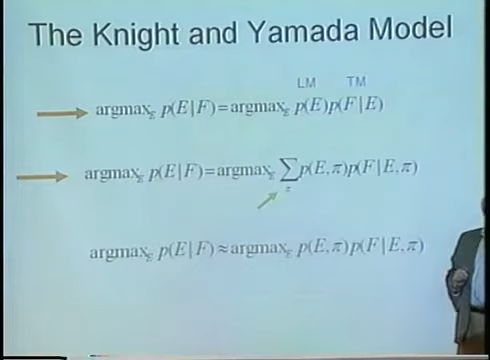 The Knight and Yamada Model
LM TM
argmax_E p(E|F)=argmax_E p(E)p(F|E)
argmax_E p(E|F)=argmax_E ∑_π p(E,π)p(F|E,π)
argmax_E p(E|F)≈argmax_E p(E,π)p(F|E,π)